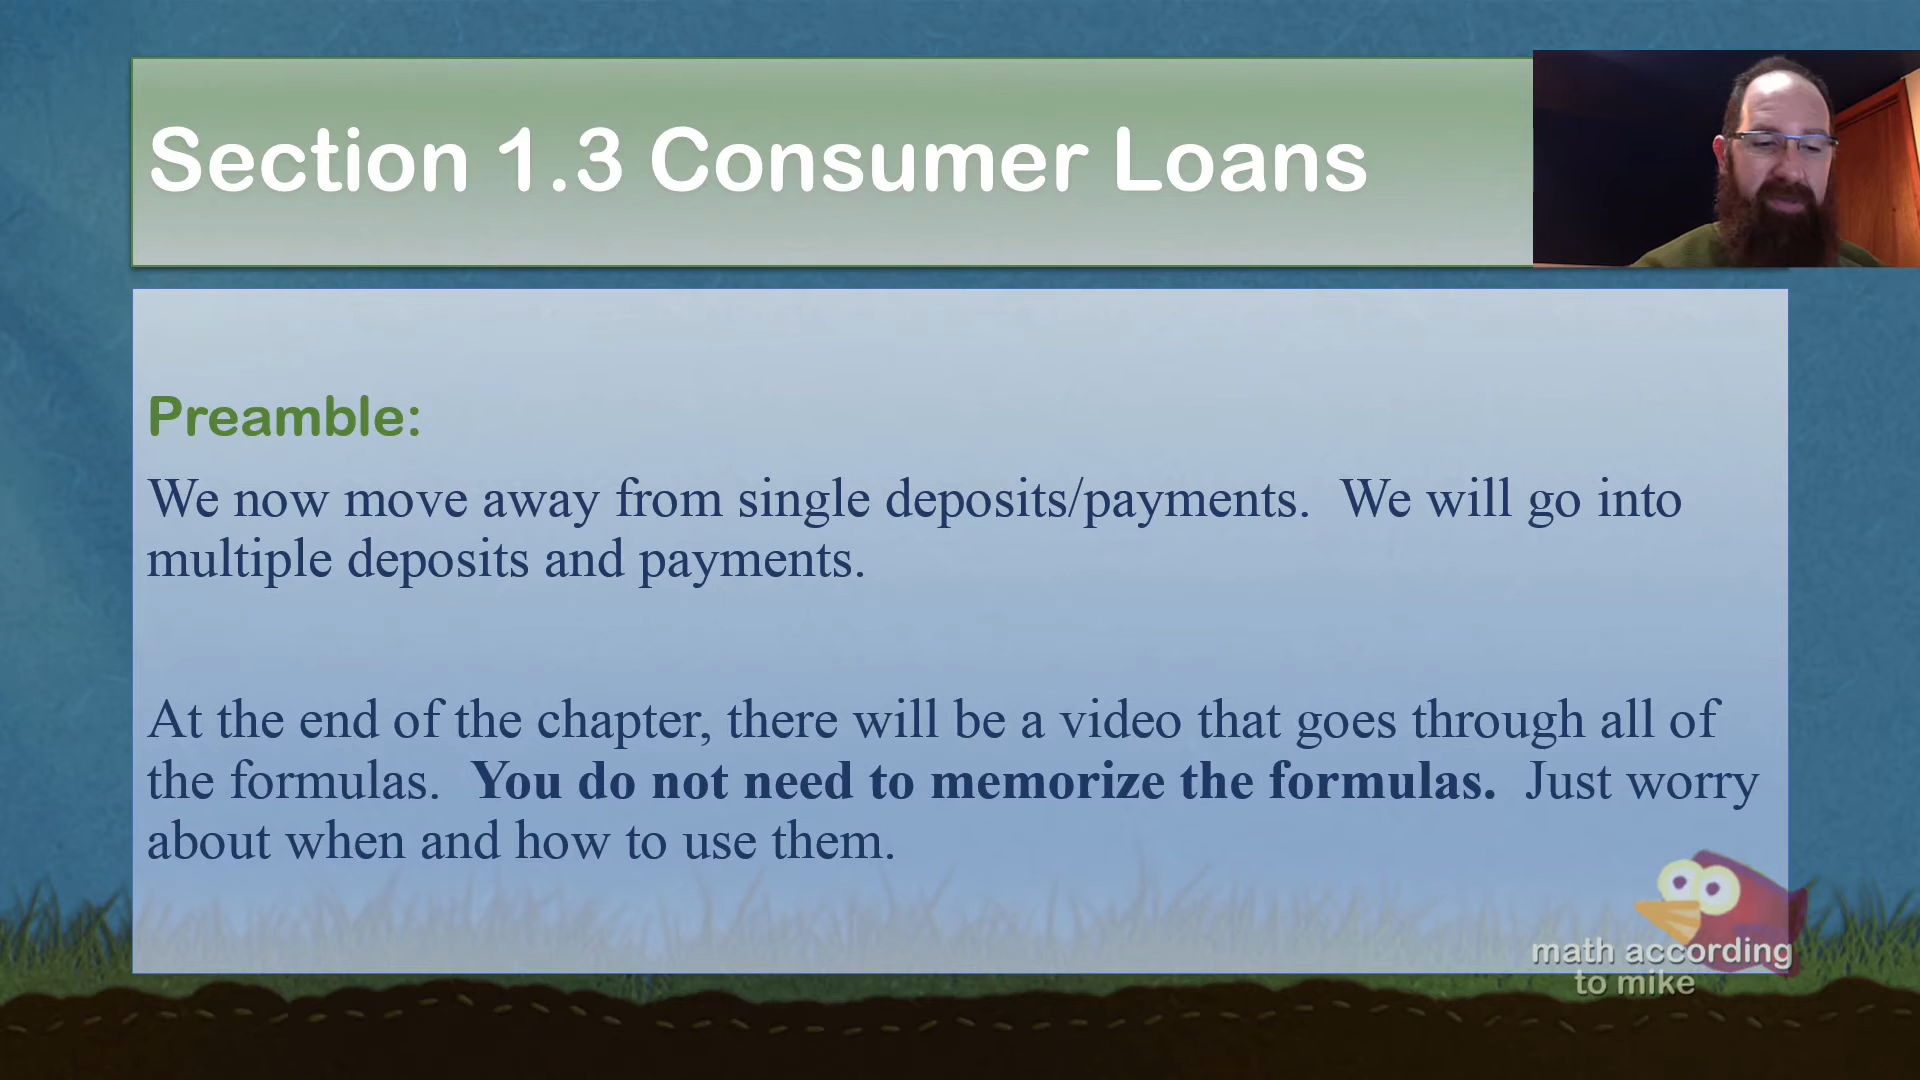 Section 1.3 Consumer Loans
Preamble:
We now move away from single deposits/payments.  We will go into
multiple deposits and payments.
At the end of the chapter, there will be a video that goes through all of
the formulas.  You do not need to memorize the formulas.  Just worry
about when and how to use them.
math according
to mike